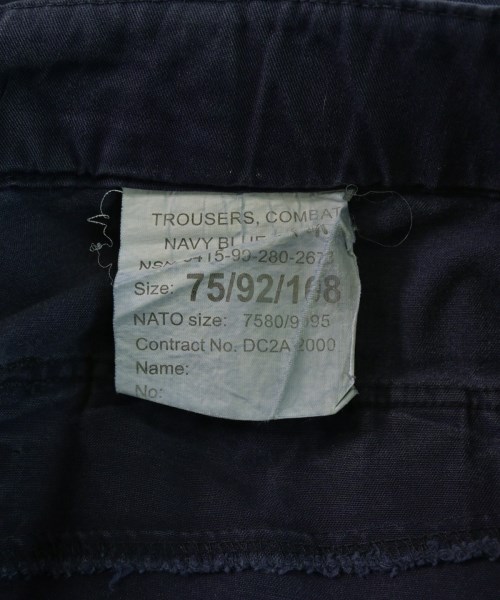 TROUSERS, COMBAT
NAVY BLUE
NSN 8415-99-280-2673
Size: 75/92/108
NATO size: 7580/9095
Contract No. DC2A 2000
Name:
No: